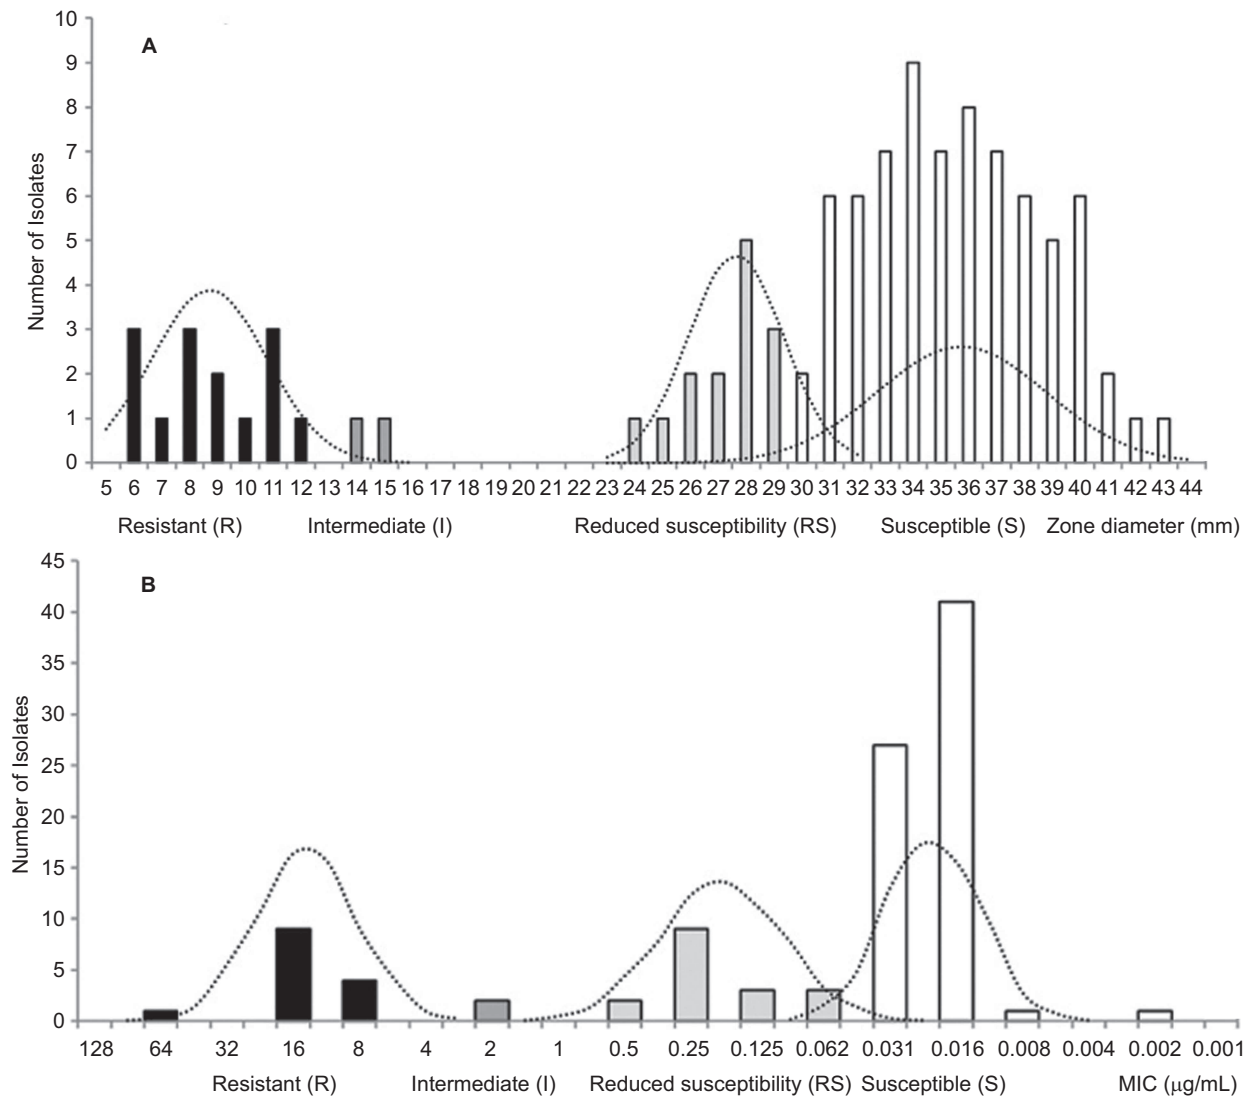 A
Number of Isolates
10
9
8
7
6
5
4
3
2
1
0
5 6 7 8 9 10 11 12 13 14 15 16 17 18 19 20 21 22 23 24 25 26 27 28 29 30 31 32 33 34 35 36 37 38 39 40 41 42 43 44
Resistant (R) Intermediate (I) Reduced susceptibility (RS) Susceptible (S) Zone diameter (mm)
B
Number of Isolates
45
40
35
30
25
20
15
10
5
0
128 64 32 16 8 4 2 1 0.5 0.25 0.125 0.062 0.031 0.016 0.008 0.004 0.002 0.001
Resistant (R) Intermediate (I) Reduced susceptibility (RS) Susceptible (S) MIC (μg/mL)